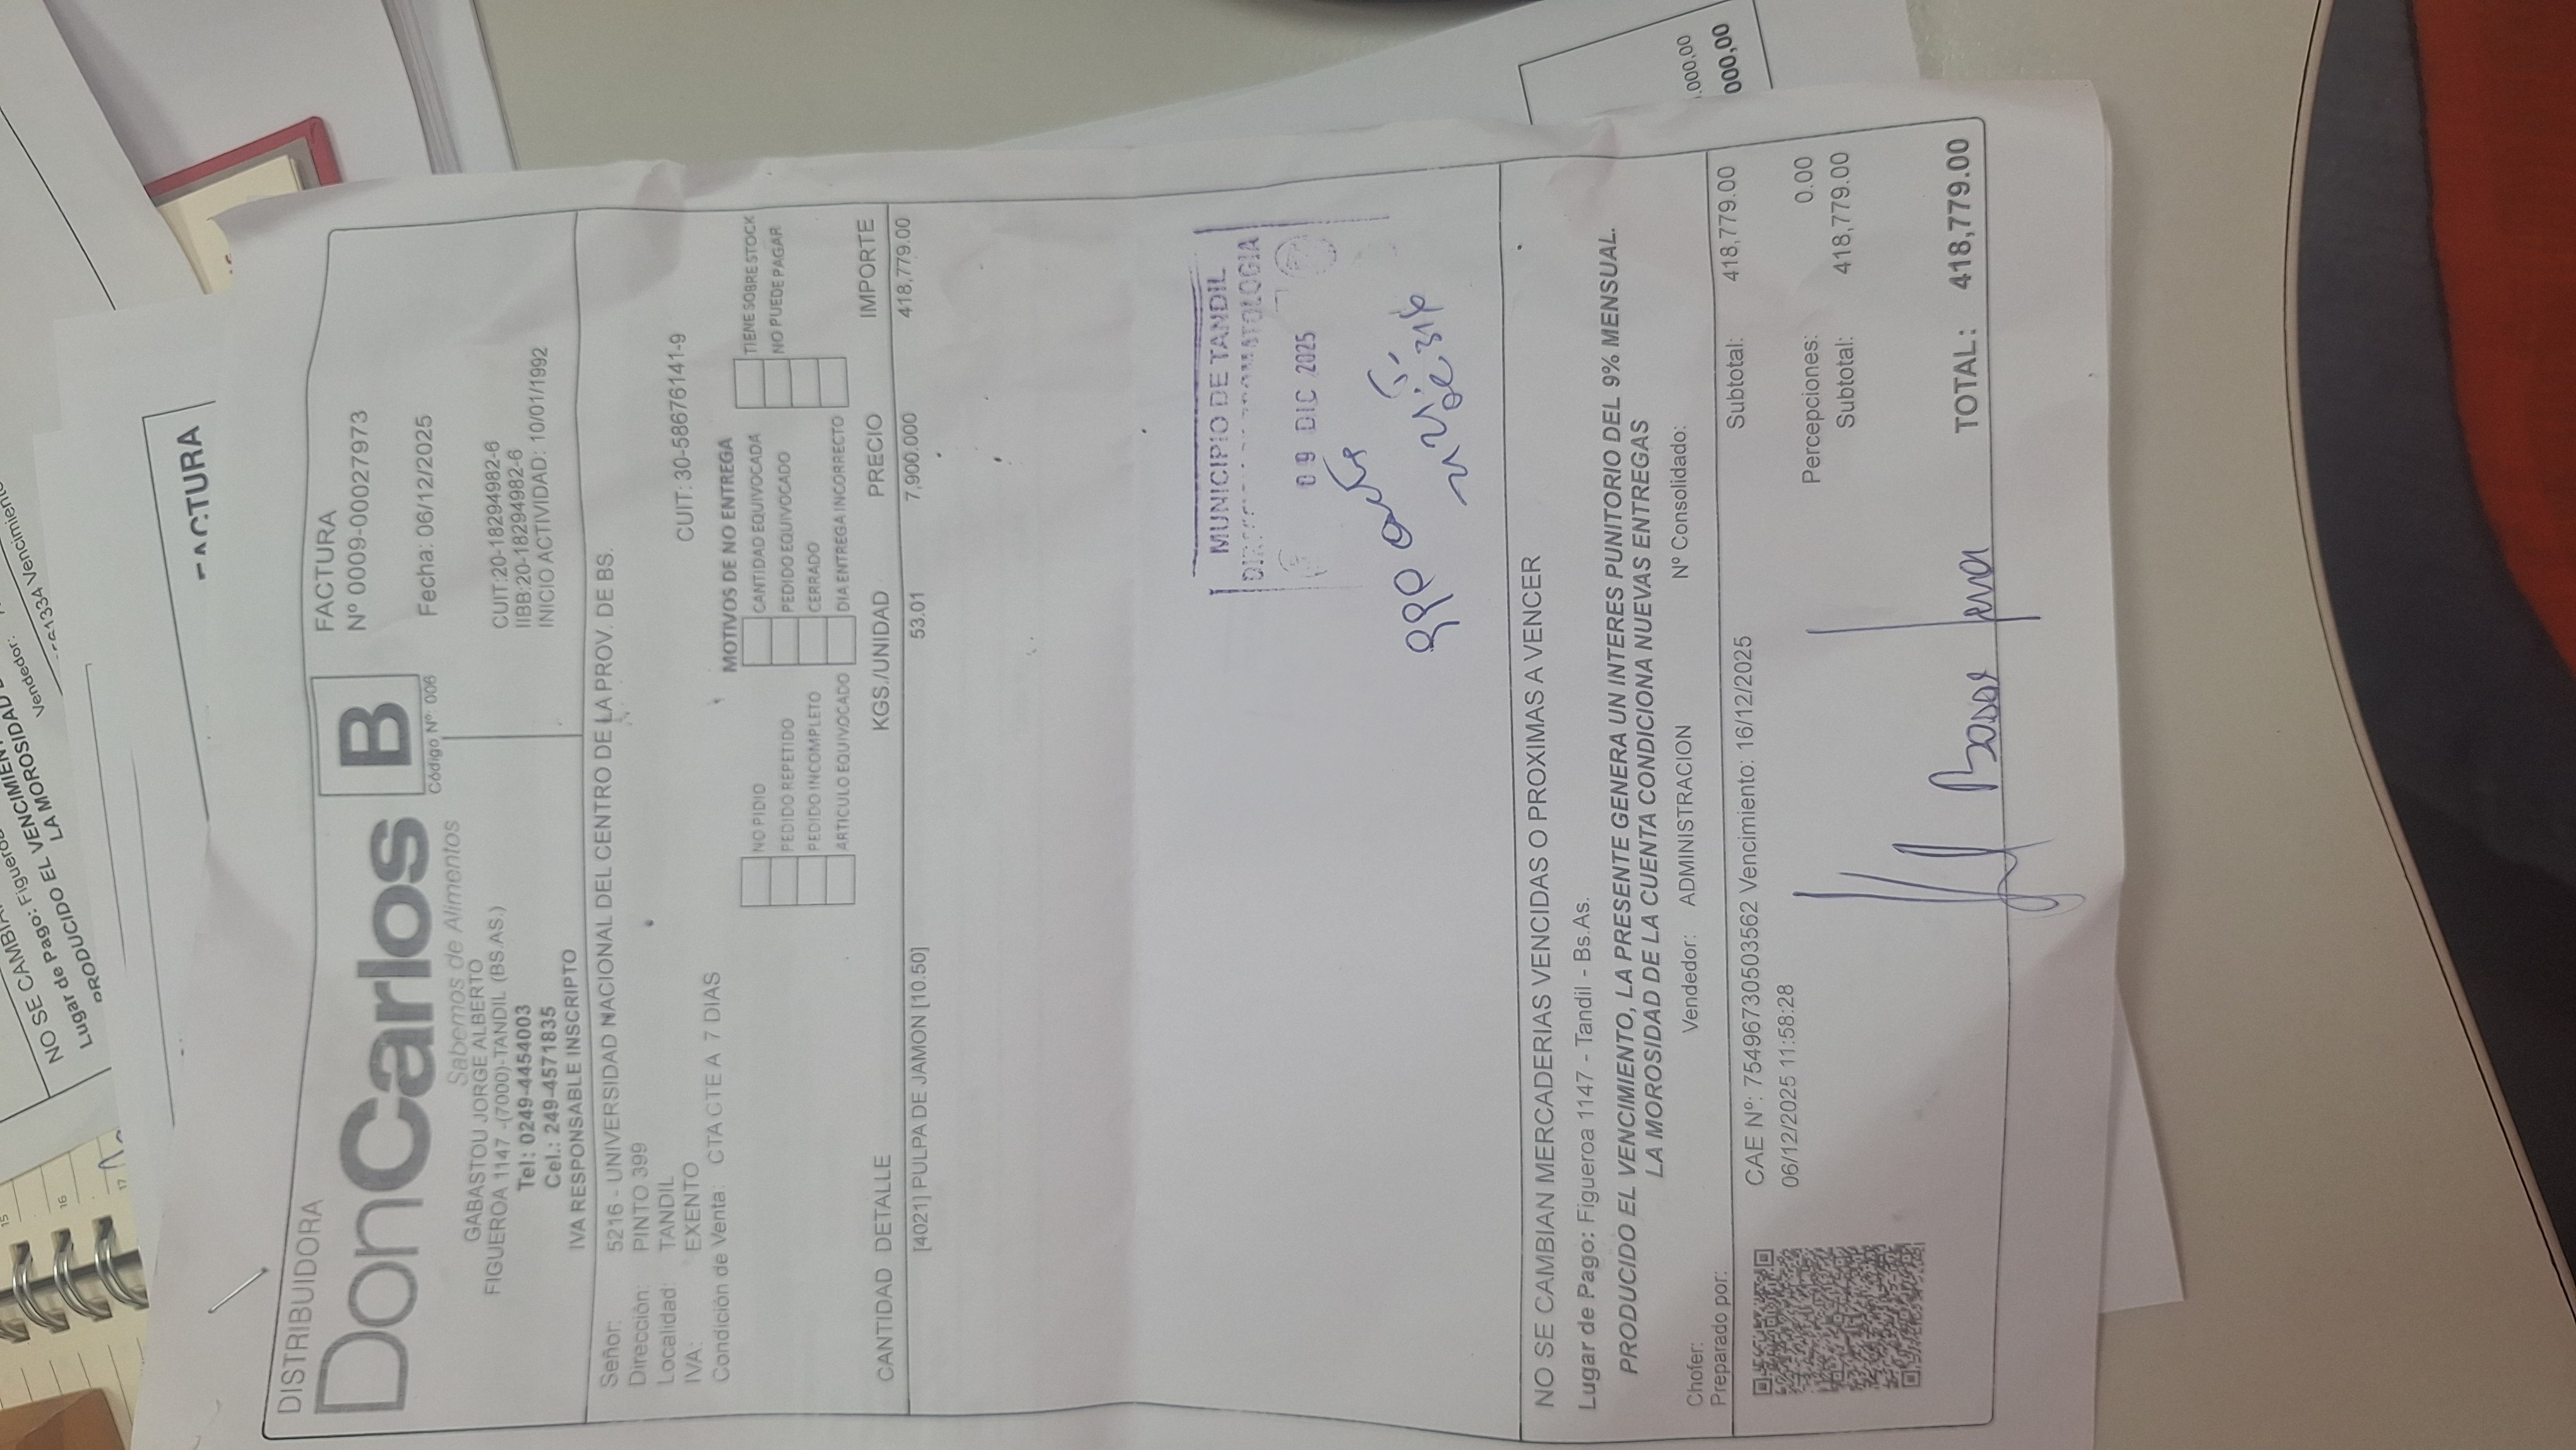 DISTRIBUIDORA
DonCarlos
Sabemos de Alimentos
GABASTOU JORGE ALBERTO
FIGUEROA 1147 -(7000)-TANDIL (BS.AS.)
Tel: 0249-4454003
Cel.: 249-4571835
IVA RESPONSABLE INSCRIPTO
B
Código Nº: 006
FACTURA
Nº 0009-00027973
Fecha: 06/12/2025
CUIT:20-18294982-6
IIBB:20-18294982-6
INICIO ACTIVIDAD: 10/01/1992
Señor: 5216 - UNIVERSIDAD NACIONAL DEL CENTRO DE LA PROV. DE BS.
Dirección: PINTO 399
Localidad: TANDIL
IVA: EXENTO CUIT: 30-58676141-9
Condición de Venta: CTA CTE A 7 DIAS
MOTIVOS DE NO ENTREGA
NO PIDIO CANTIDAD EQUIVOCADA TIENE SOBRE STOCK
PEDIDO REPETIDO PEDIDO EQUIVOCADO NO PUEDE PAGAR
PEDIDO INCOMPLETO CERRADO
ARTICULO EQUIVOCADO DIA ENTREGA INCORRECTO
CANTIDAD DETALLE KGS./UNIDAD PRECIO IMPORTE
[4021] PULPA DE JAMON [10.50] 53.01 7,900.000 418,779.00
MUNICIPIO DE TANDIL
09 DIC 2025
NO SE CAMBIAN MERCADERIAS VENCIDAS O PROXIMAS A VENCER
Lugar de Pago: Figueroa 1147 - Tandil - Bs.As.
PRODUCIDO EL VENCIMIENTO, LA PRESENTE GENERA UN INTERES PUNITORIO DEL 9% MENSUAL.
LA MOROSIDAD DE LA CUENTA CONDICIONA NUEVAS ENTREGAS
Chofer: Vendedor: ADMINISTRACION Nº Consolidado:
Preparado por:
CAE Nº: 75496730503562 Vencimiento: 16/12/2025
06/12/2025 11:58:28
Subtotal: 418,779.00
Percepciones: 0.00
Subtotal: 418,779.00
TOTAL: 418,779.00